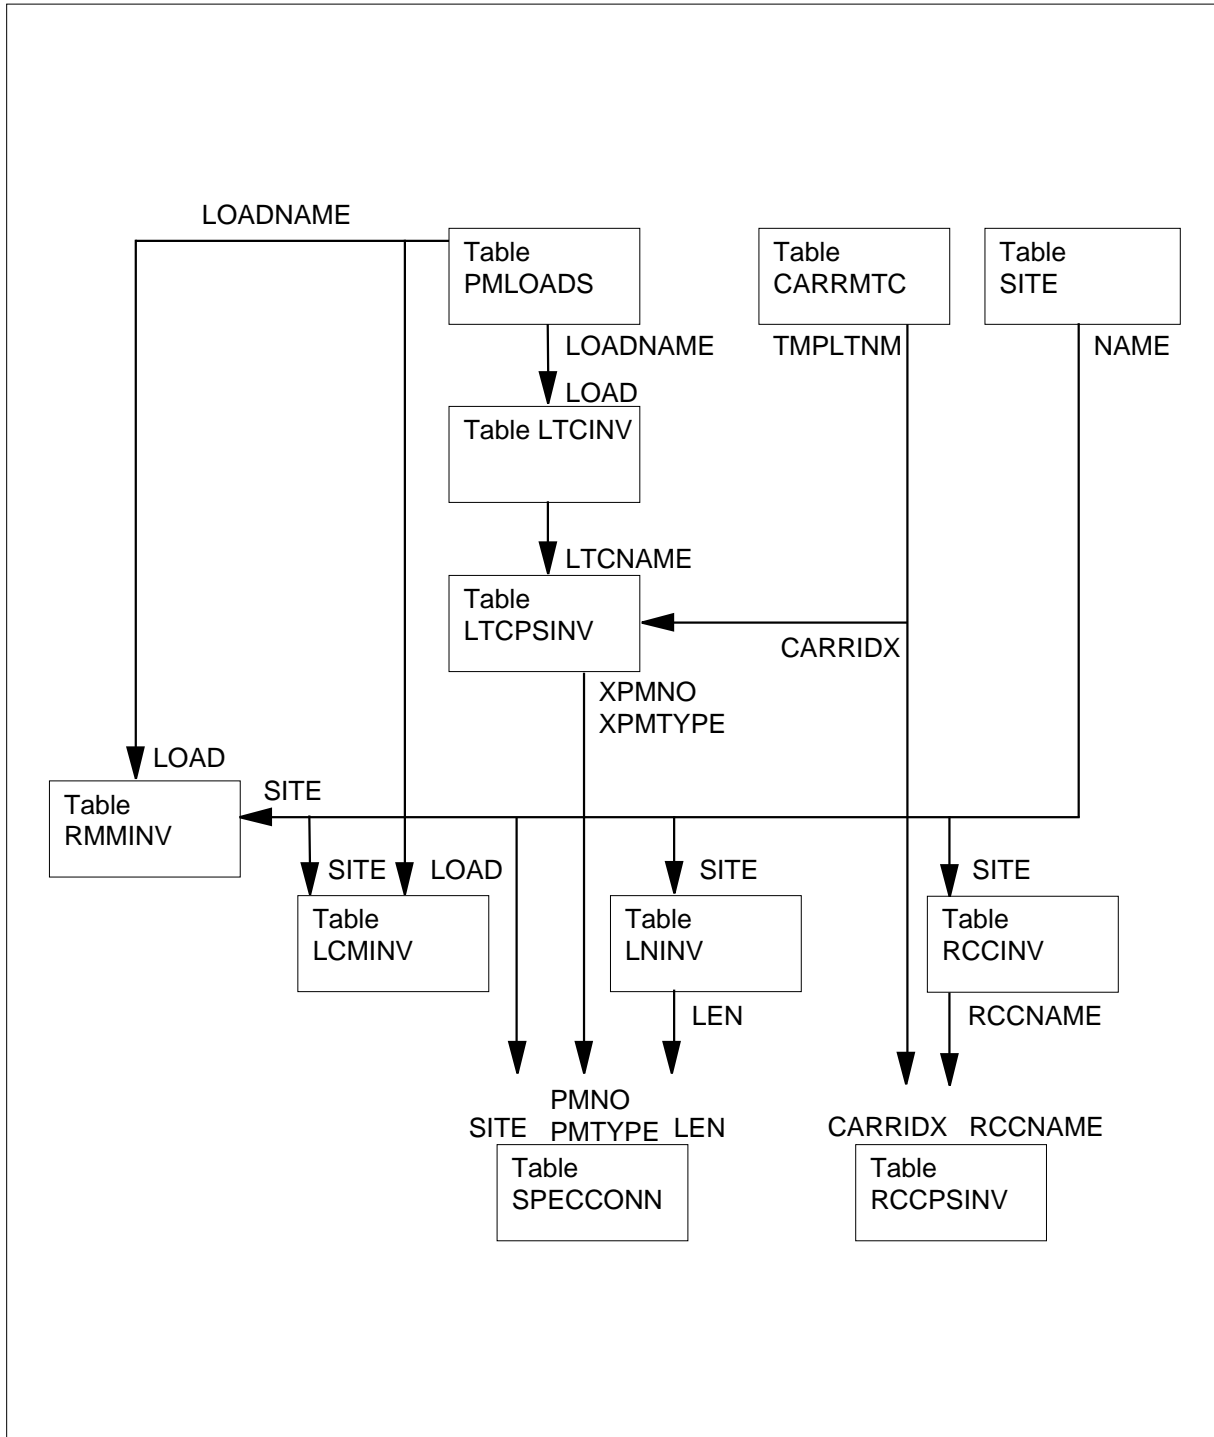 LOADNAME
Table
PMLOADS
Table
CARRMTC
Table
SITE
LOADNAME
TMPLTNM
NAME
LOAD
Table LTCINV
LTCNAME
Table
LTCPSINV
CARRIDX
XPMNO
XPMTYPE
LOAD
SITE
Table
RMMINV
SITE
LOAD
SITE
SITE
Table
LCMINV
Table
LNINV
Table
RCCINV
LEN
RCCNAME
PMNO
SITE
PMTYPE
LEN
CARRIDX
RCCNAME
Table
SPECCONN
Table
RCCPSINV